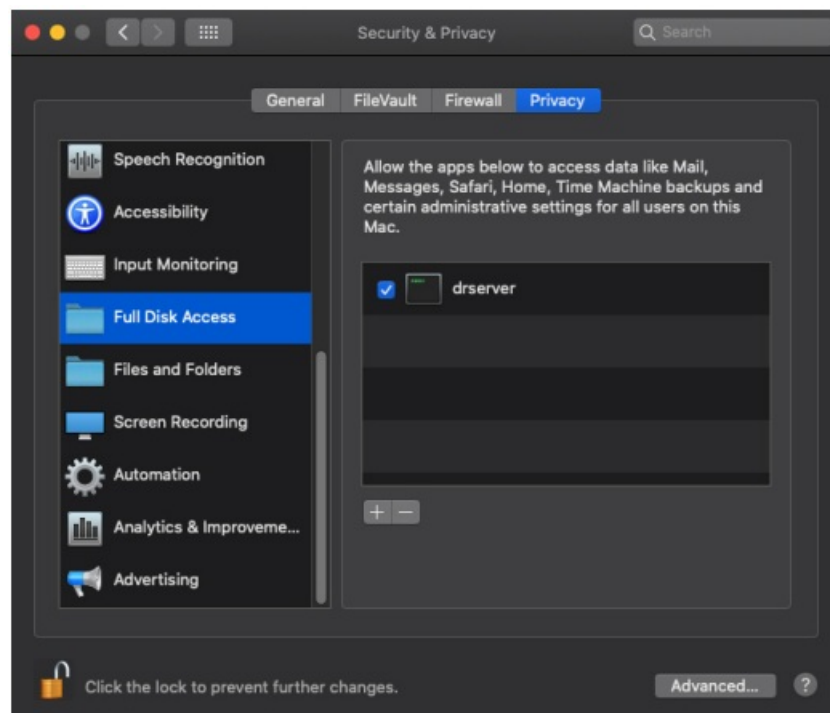 Security & Privacy
Search
General
FileVault
Firewall
Privacy
Speech Recognition
Accessibility
Input Monitoring
Full Disk Access
Files and Folders
Screen Recording
Automation
Analytics & Improveme...
Advertising
Allow the apps below to access data like Mail,
Messages, Safari, Home, Time Machine backups and
certain administrative settings for all users on this
Mac.
drserver
Click the lock to prevent further changes.
Advanced...
?